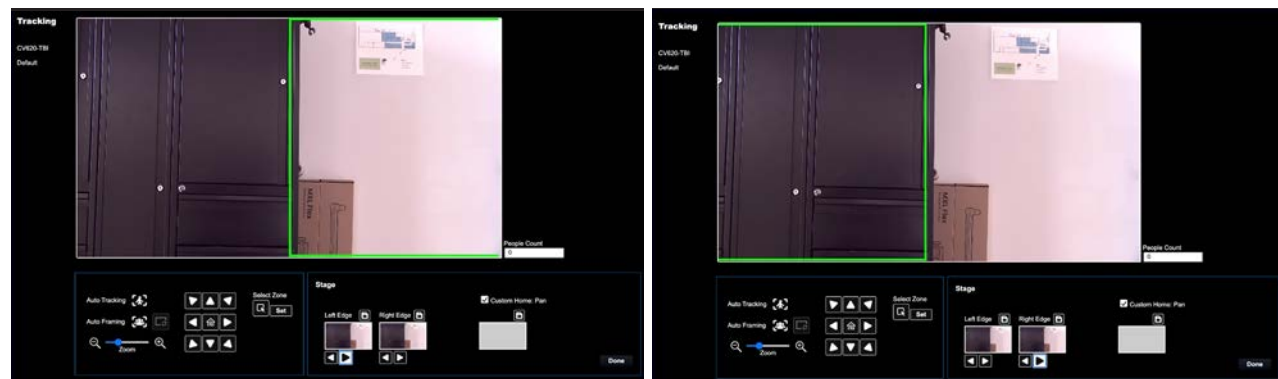 Tracking
CV620-TBI
Default
People Count
0
Auto Tracking
Auto Framing
Zoom
Select Zone
Set
Stage
Left Edge
Right Edge
Custom Home: Pan
Done
MXL Flex
Tracking
CV620-TBI
Default
People Count
0
Auto Tracking
Auto Framing
Zoom
Select Zone
Set
Stage
Left Edge
Right Edge
Custom Home: Pan
Done